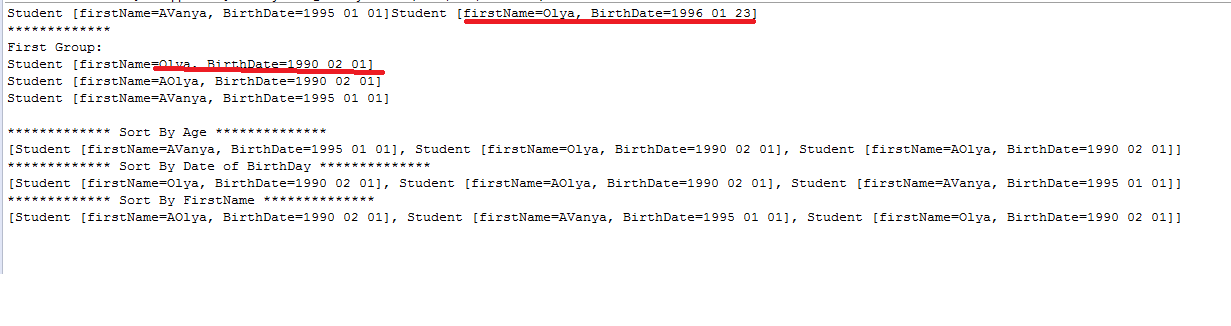 Student [firstName=AVanya, BirthDate=1995 01 01]Student [firstName=Olya, BirthDate=1996 01 23]
*************
First Group:
Student [firstName=Olya, BirthDate=1990 02 01]
Student [firstName=AOlya, BirthDate=1990 02 01]
Student [firstName=AVanya, BirthDate=1995 01 01]
************* Sort By Age **************
[Student [firstName=AVanya, BirthDate=1995 01 01], Student [firstName=Olya, BirthDate=1990 02 01], Student [firstName=AOlya, BirthDate=1990 02 01]]
************* Sort By Date of BirthDay **************
[Student [firstName=Olya, BirthDate=1990 02 01], Student [firstName=AOlya, BirthDate=1990 02 01], Student [firstName=AVanya, BirthDate=1995 01 01]]
************* Sort By FirstName **************
[Student [firstName=AOlya, BirthDate=1990 02 01], Student [firstName=AVanya, BirthDate=1995 01 01], Student [firstName=Olya, BirthDate=1990 02 01]]